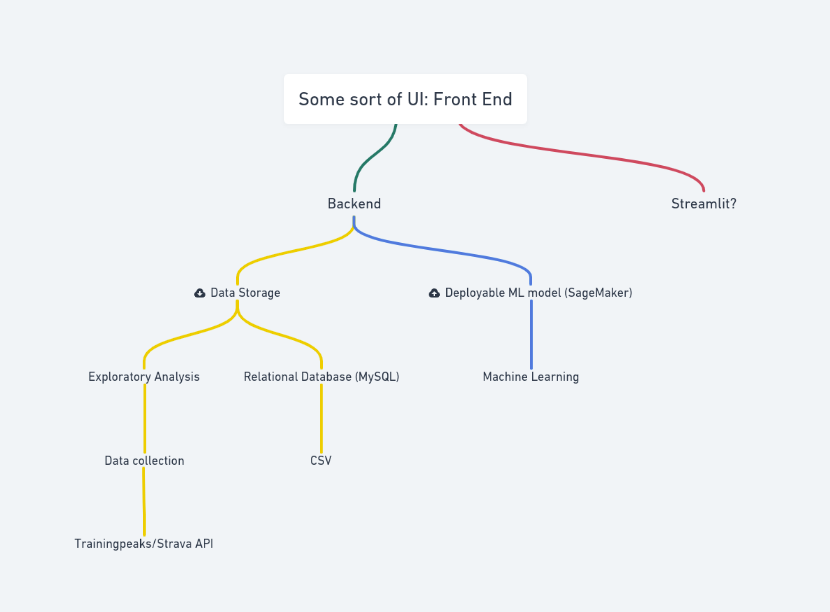 Some sort of UI: Front End
Backend
Streamlit?
Data Storage
Deployable ML model (SageMaker)
Exploratory Analysis
Relational Database (MySQL)
Machine Learning
Data collection
CSV
Trainingpeaks/Strava API